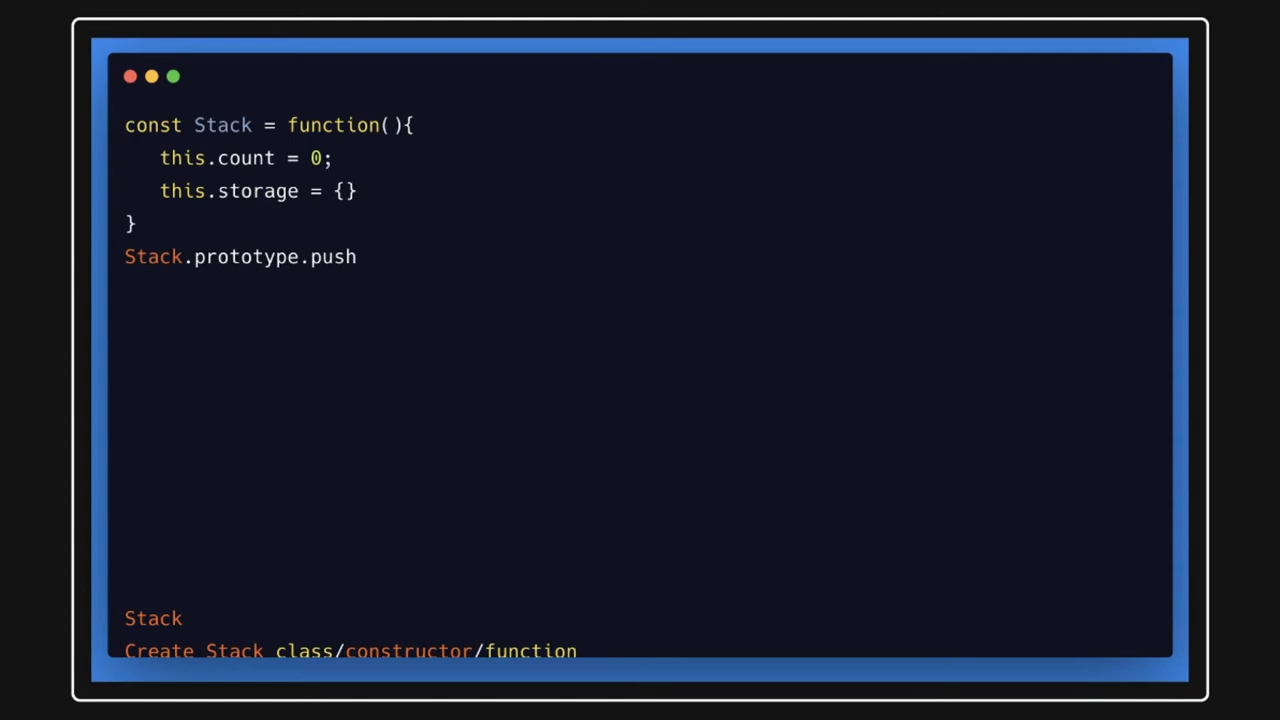 const Stack = function(){
this.count = 0;
this.storage = {}
}
Stack.prototype.push
Stack
Create Stack class/constructor/function